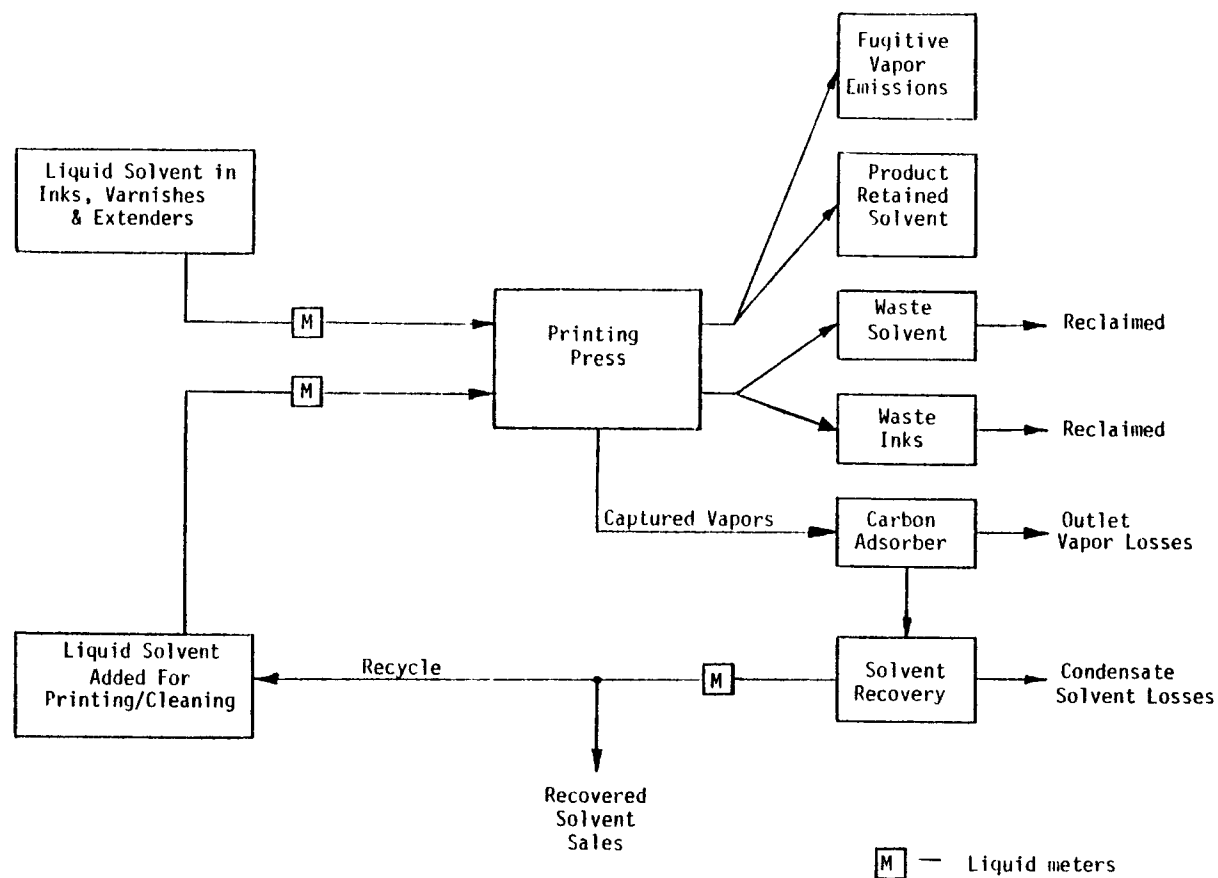 Fugitive
Vapor
Emissions
Liquid Solvent in
Inks, Varnishes
& Extenders
Product
Retained
Solvent
M
Printing
Press
Waste
Solvent
Reclaimed
M
Waste
Inks
Reclaimed
Captured Vapors
Carbon
Adsorber
Outlet
Vapor Losses
Liquid Solvent
Added For
Printing/Cleaning
Recycle
M
Solvent
Recovery
Condensate
Solvent Losses
Recovered
Solvent
Sales
M — Liquid meters